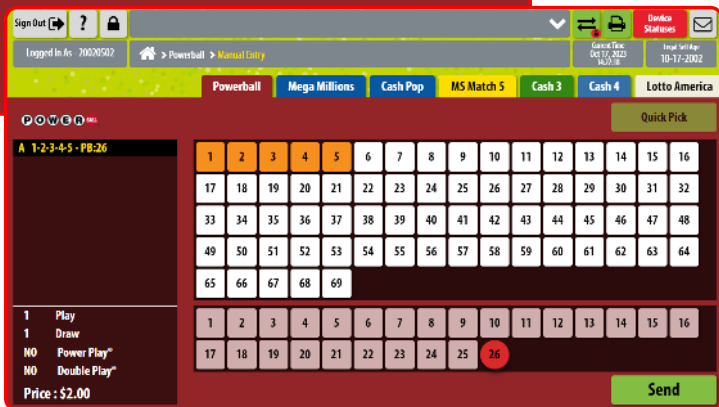 Sign Out ? Device Statuses
Logged In As 20020502 > Powerball > Manual Entry Current Time Oct 17, 2023 14:32:18 Legal Sell Age 10-17-2002
Powerball Mega Millions Cash Pop MS Match 5 Cash 3 Cash 4 Lotto America
POWER BALL Quick Pick
A 1-2-3-4-5 - PB:26
1 2 3 4 5 6 7 8 9 10 11 12 13 14 15 16
17 18 19 20 21 22 23 24 25 26 27 28 29 30 31 32
33 34 35 36 37 38 39 40 41 42 43 44 45 46 47 48
49 50 51 52 53 54 55 56 57 58 59 60 61 62 63 64
65 66 67 68 69
1 Play
1 Draw
NO Power Play®
NO Double Play®
Price : $2.00
1 2 3 4 5 6 7 8 9 10 11 12 13 14 15 16
17 18 19 20 21 22 23 24 25 26
Send